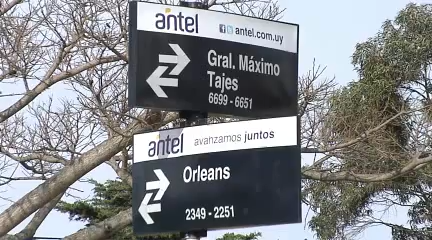 antel antel.com.uy
Gral. Máximo
Tajes
6699 - 6651
antel avanzamos juntos
Orleans
2349 - 2251